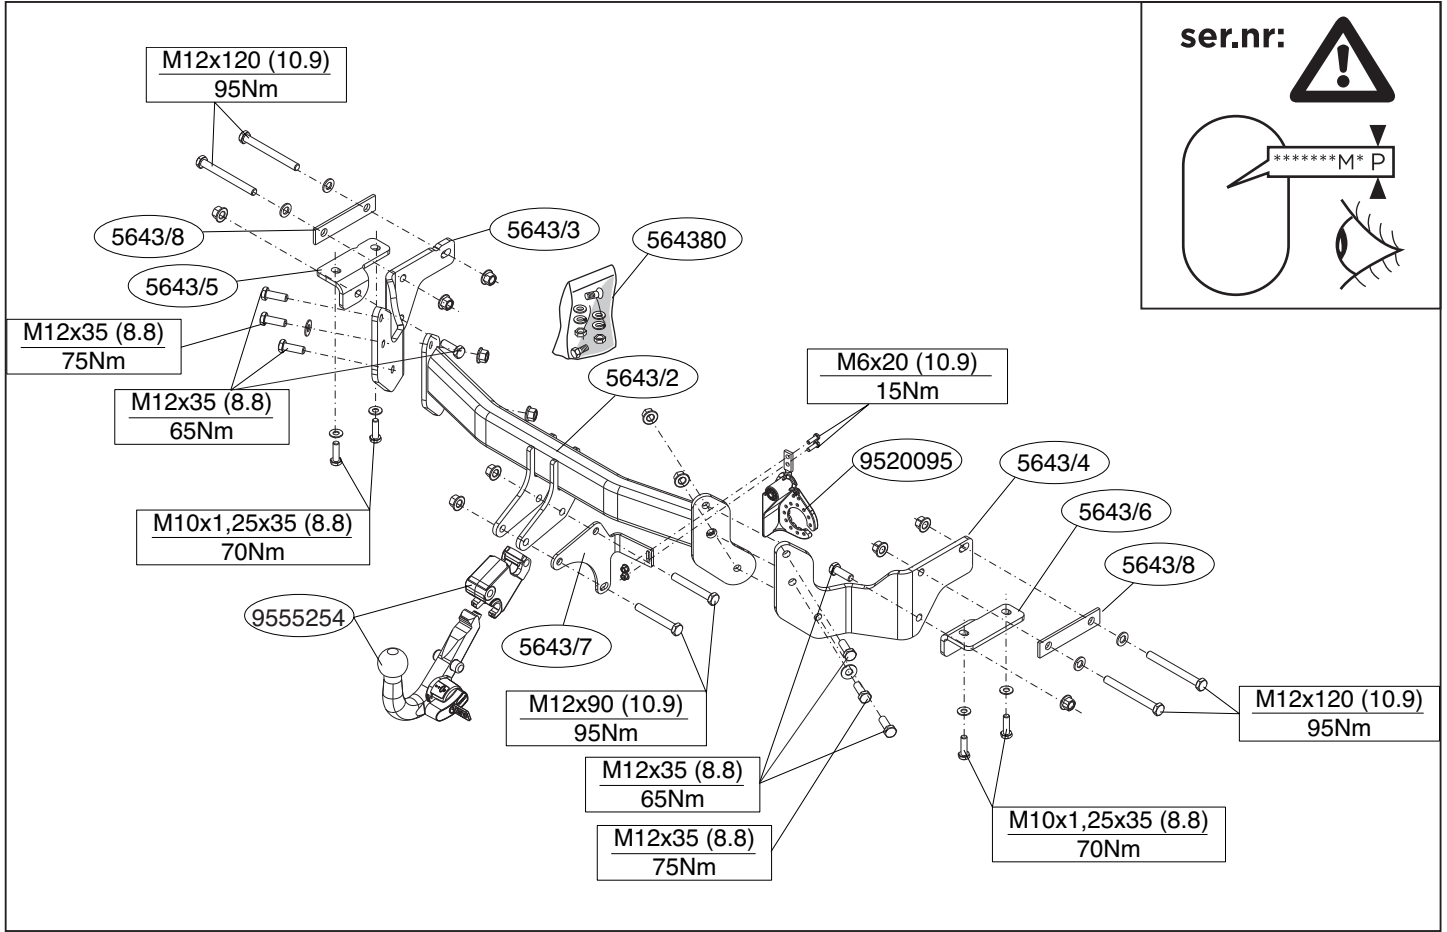 ser.nr:
*******M* P
M12x120 (10.9)
95Nm
5643/8
5643/3
564380
5643/5
M12x35 (8.8)
75Nm
5643/2
M6x20 (10.9)
15Nm
M12x35 (8.8)
65Nm
9520095
5643/4
5643/6
M10x1,25x35 (8.8)
70Nm
5643/8
9555254
5643/7
M12x90 (10.9)
95Nm
M12x120 (10.9)
95Nm
M12x35 (8.8)
65Nm
M10x1,25x35 (8.8)
70Nm
M12x35 (8.8)
75Nm